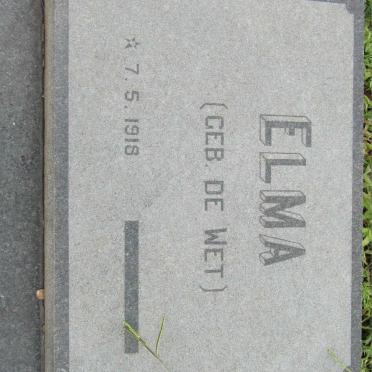 ELMA
(GEB DE WET)
☆ 7.5.1918